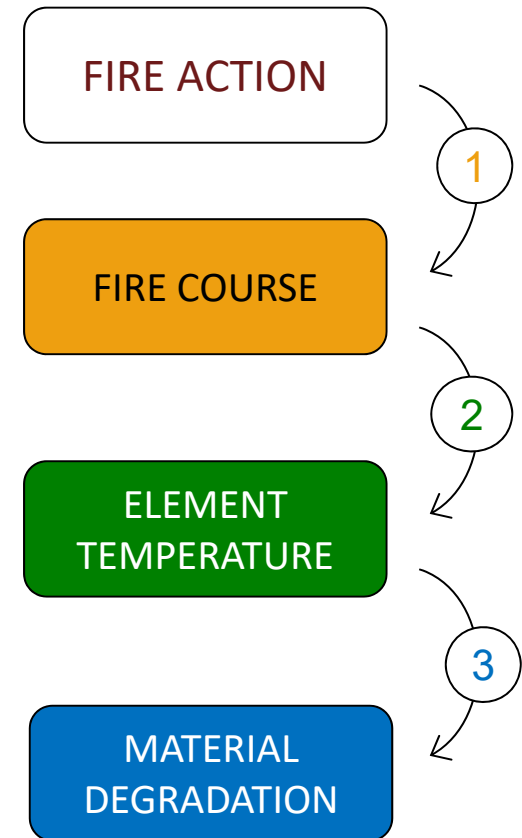 FIRE ACTION
1
FIRE COURSE
2
ELEMENT
TEMPERATURE
3
MATERIAL
DEGRADATION